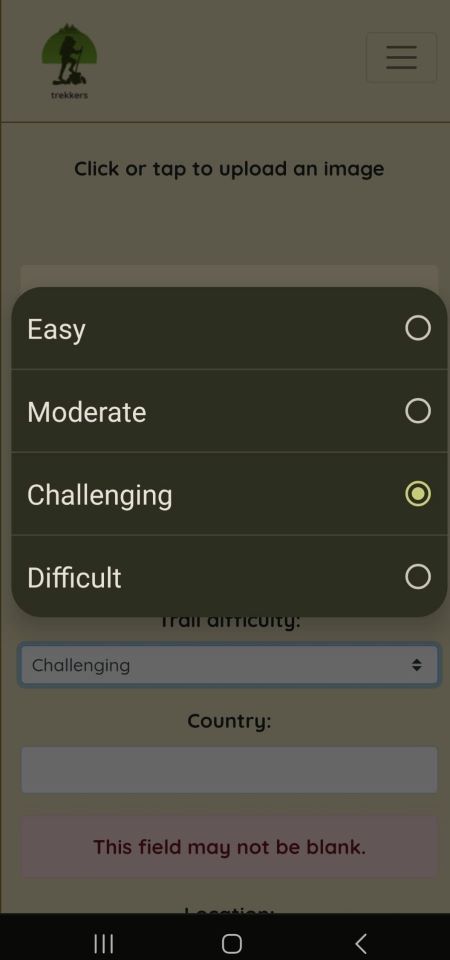 trekkers
Click or tap to upload an image
Easy
Moderate
Challenging
Difficult
Trail difficulty:
Challenging
Country:
This field may not be blank.
Location: